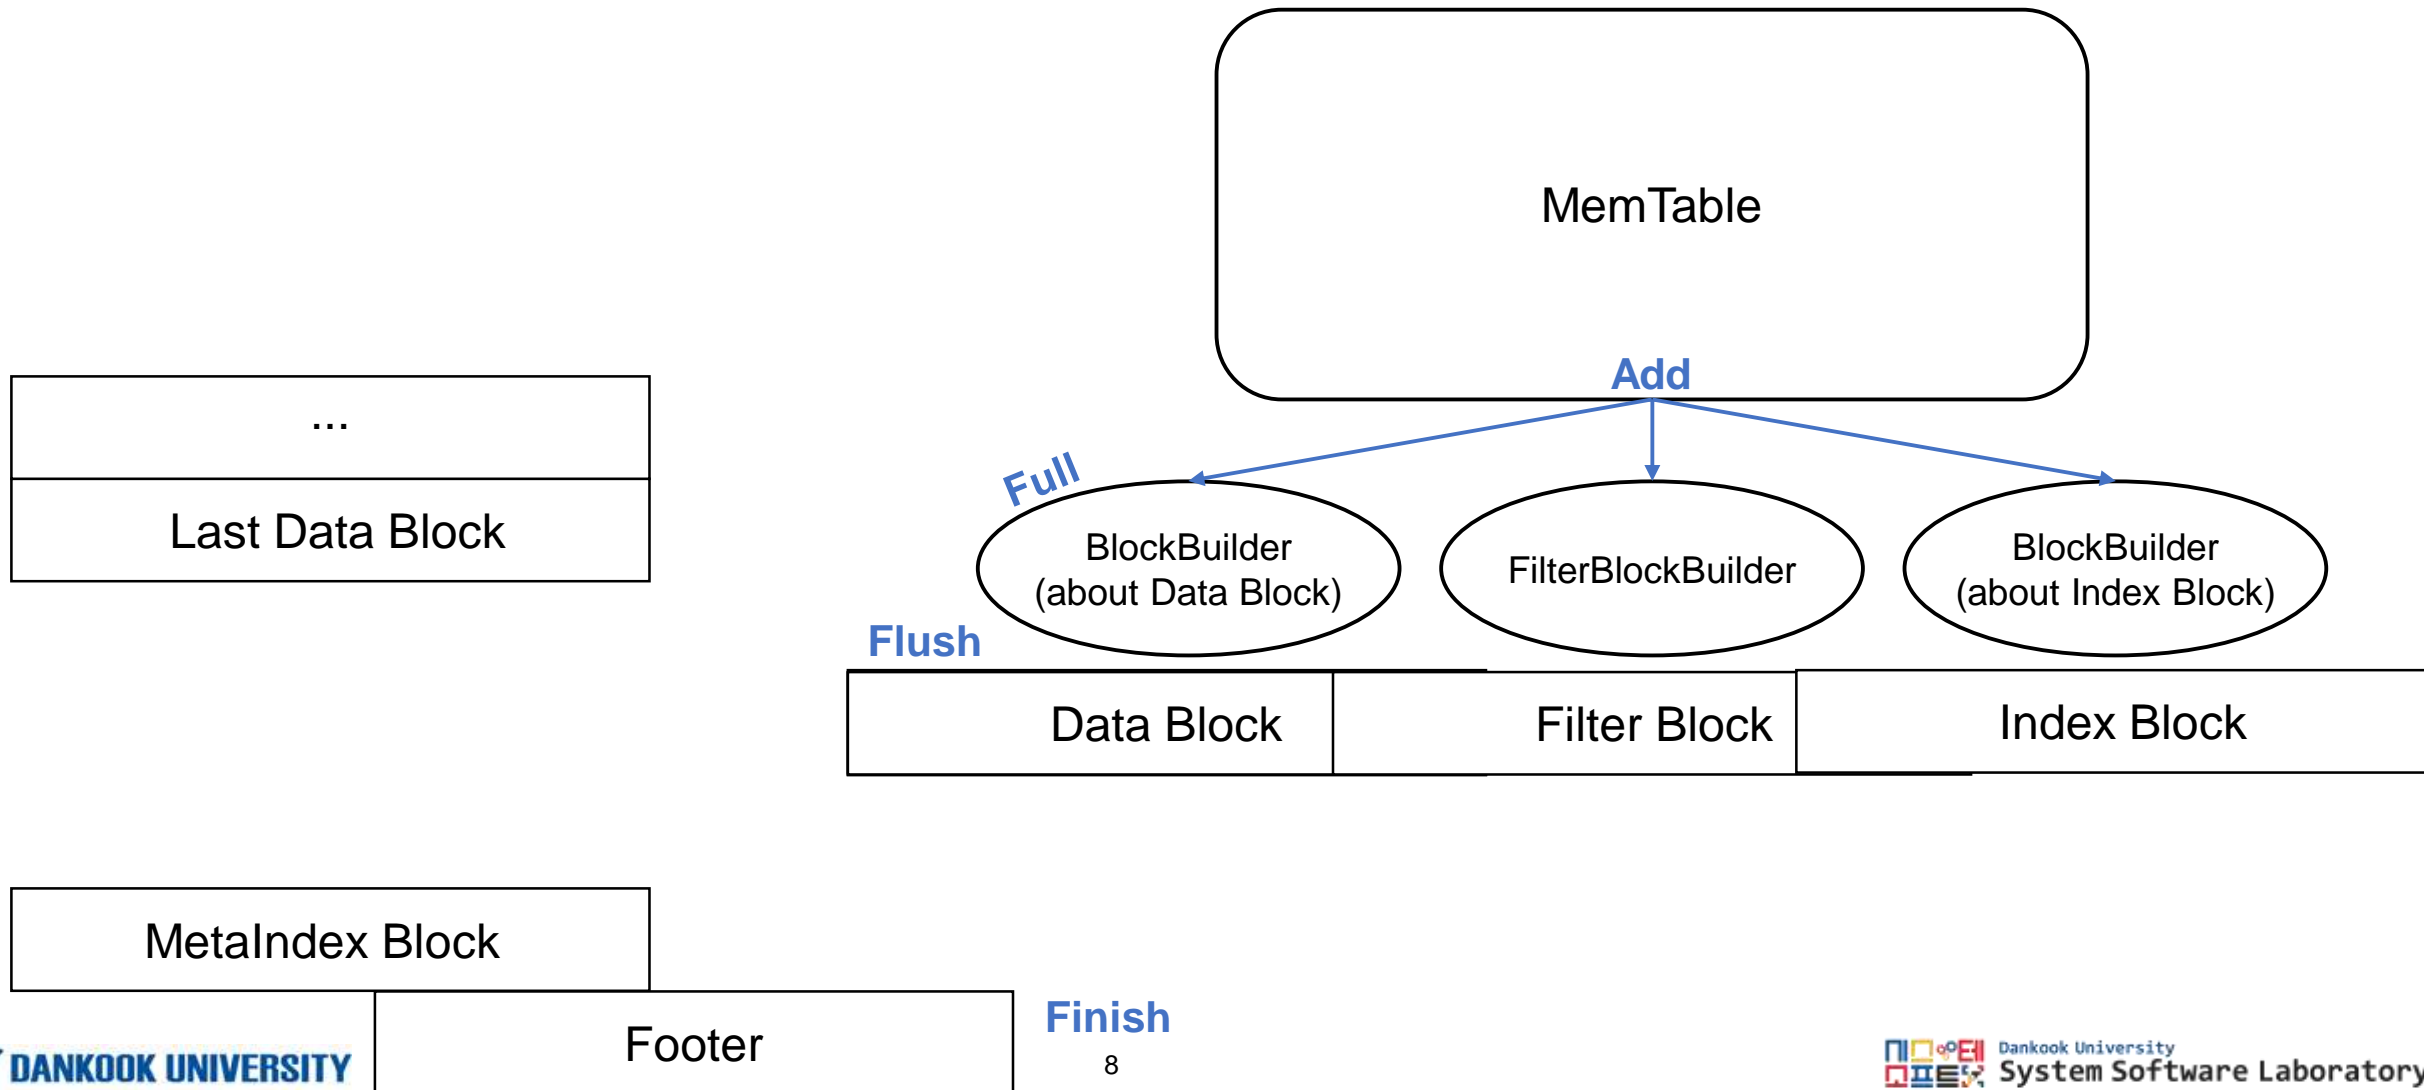 MemTable
Add
...
Full
Last Data Block
BlockBuilder
(about Data Block)
FilterBlockBuilder
BlockBuilder
(about Index Block)
Flush
Data Block
Filter Block
Index Block
MetaIndex Block
Finish
Footer
DANKOOK UNIVERSITY
8
Dankook University
System Software Laboratory